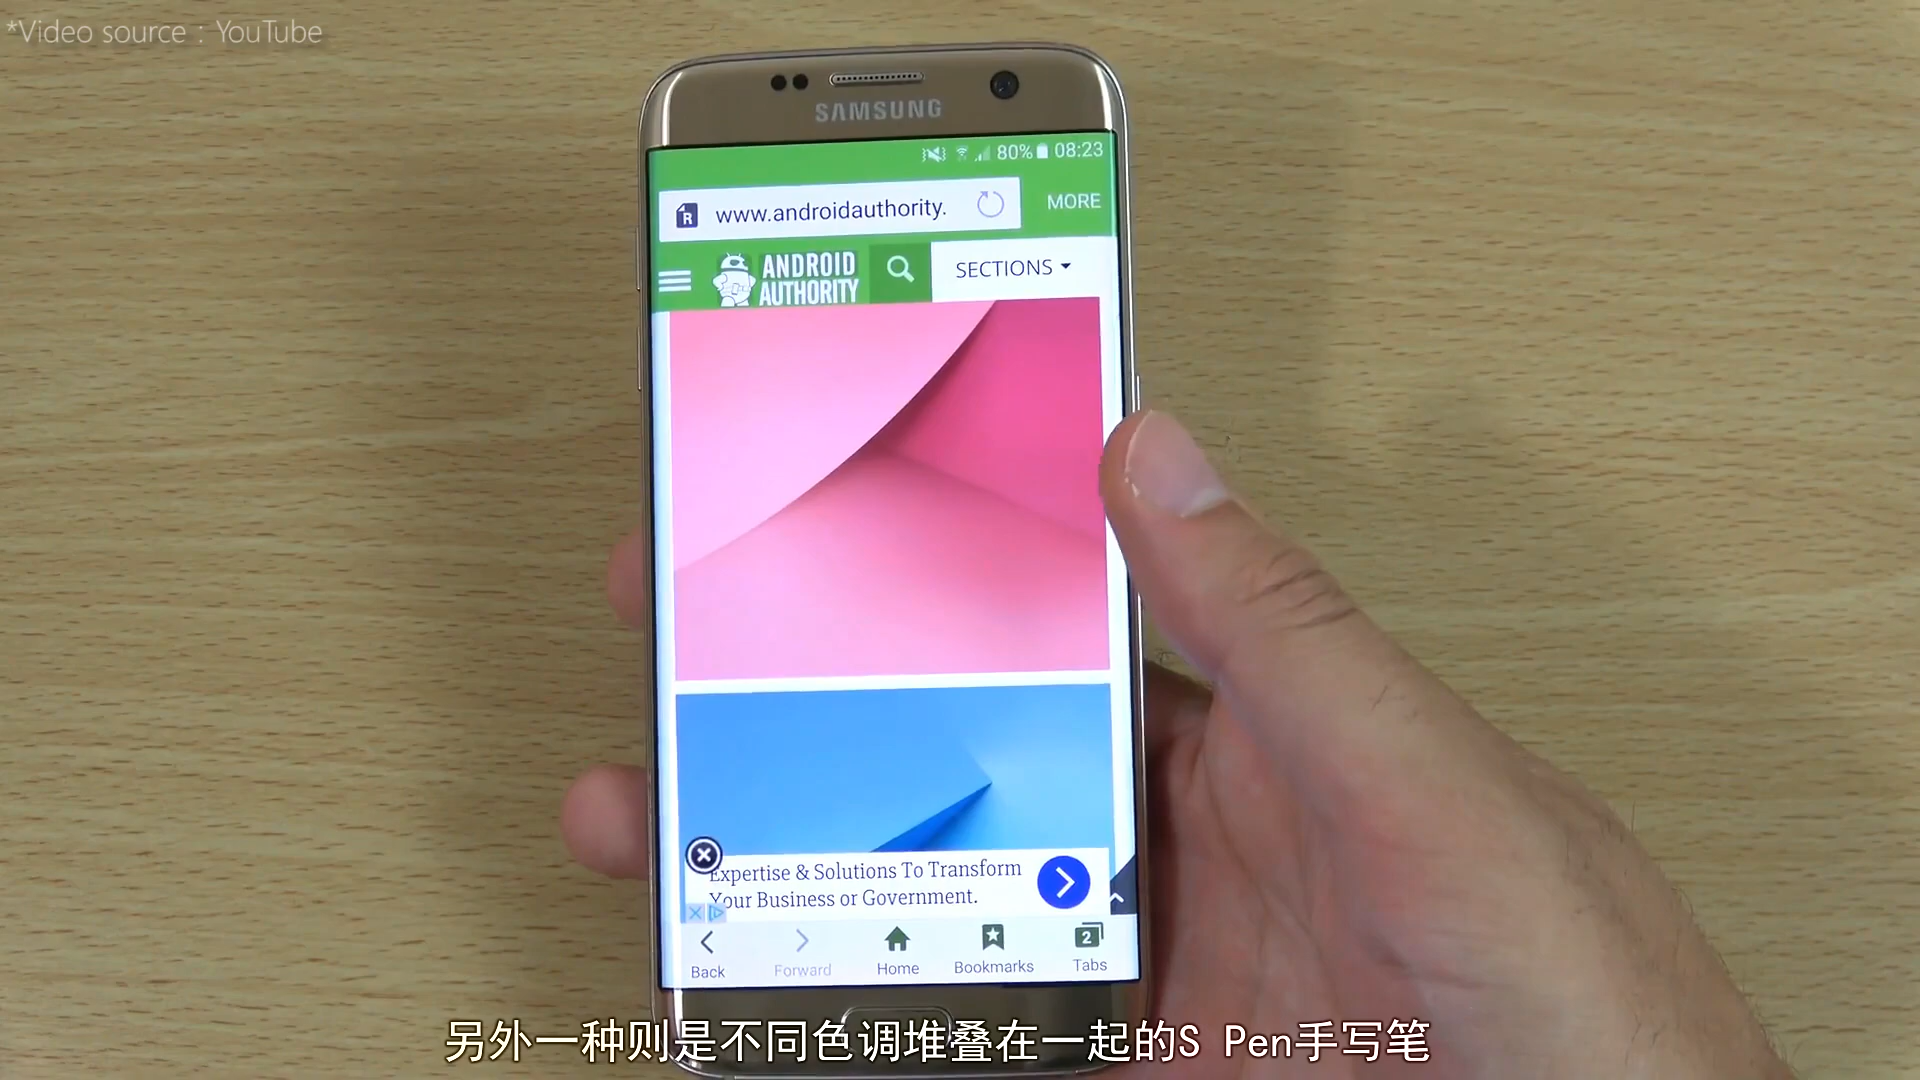 *Video source : YouTube
SAMSUNG
80% 08:23
R www.androidauthority. MORE
ANDROID
AUTHORITY
SECTIONS
Expertise & Solutions To Transform
Your Business or Government.
Back Forward Home Bookmarks 2 Tabs
另外一种则是不同色调堆叠在一起的S Pen手写笔